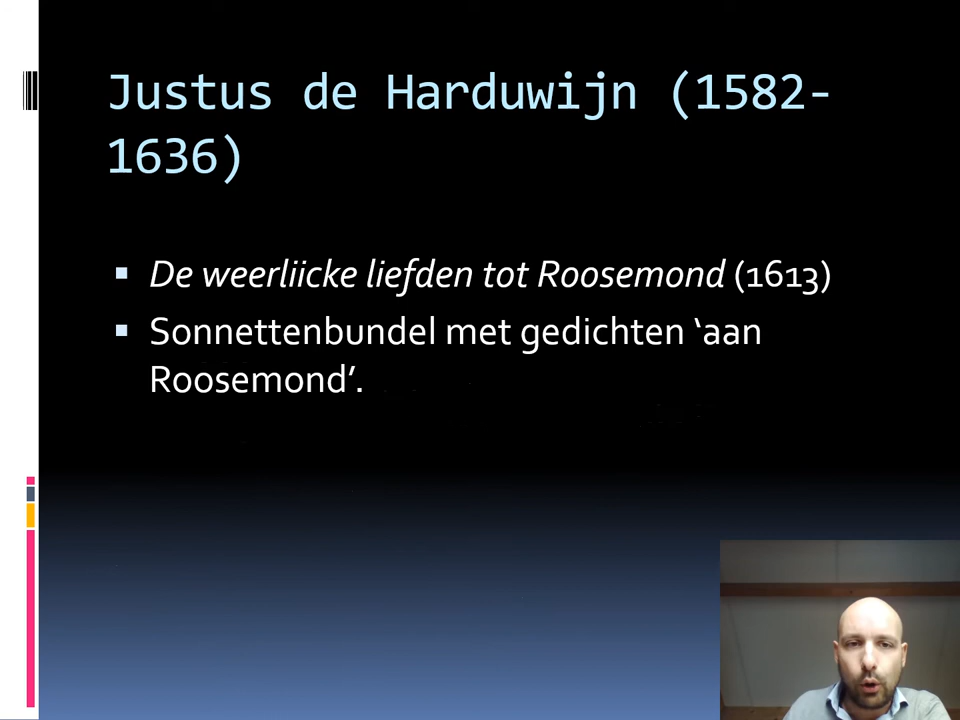 Justus de Harduwijn (1582-
1636)
De weerliicke liefden tot Roosemond (1613)
Sonnettenbundel met gedichten ‘aan
Roosemond’.